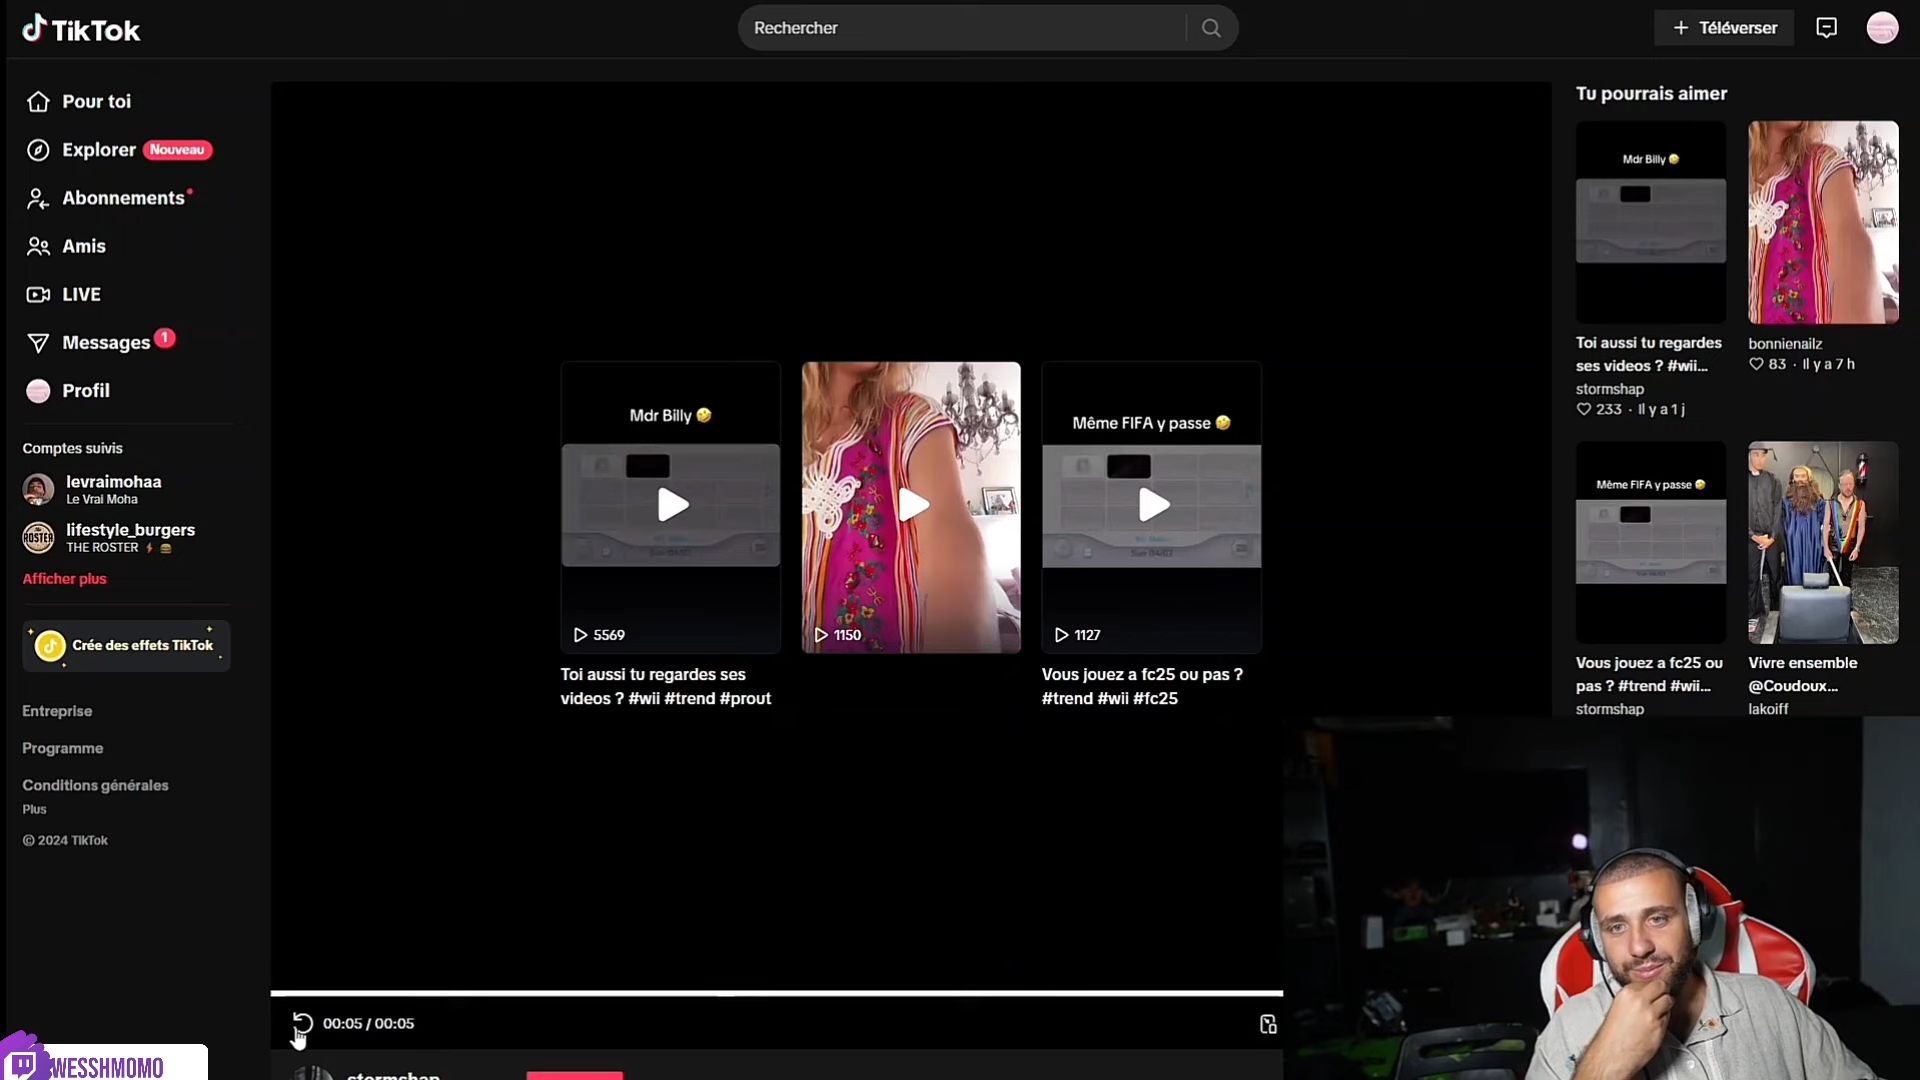 TikTok
Rechercher
Téléverser
Pour toi
Explorer Nouveau
Abonnements
Amis
LIVE
Messages 1
Profil
Comptes suivis
levraimohaa
Le Vrai Moha
lifestyle_burgers
THE ROSTER
Afficher plus
Crée des effets TikTok
Entreprise
Programme
Conditions générales
Plus
© 2024 TikTok
Mdr Billy 🤣
5569
Toi aussi tu regardes ses
videos ? #wii #trend #prout
1150
Même FIFA y passe 🤣
1127
Vous jouez a fc25 ou pas ?
#trend #wii #fc25
00:05 / 00:05
stormshap
WESSHMOMO
Tu pourrais aimer
Mdr Billy 🤣
Toi aussi tu regardes
ses videos ? #wii...
stormshap
233 · Il y a 1 j
bonnienailz
83 · Il y a 7 h
Même FIFA y passe 🤣
Vous jouez a fc25 ou
pas ? #trend #wii...
stormshap
Vivre ensemble
@Coudoux...
lakoiff